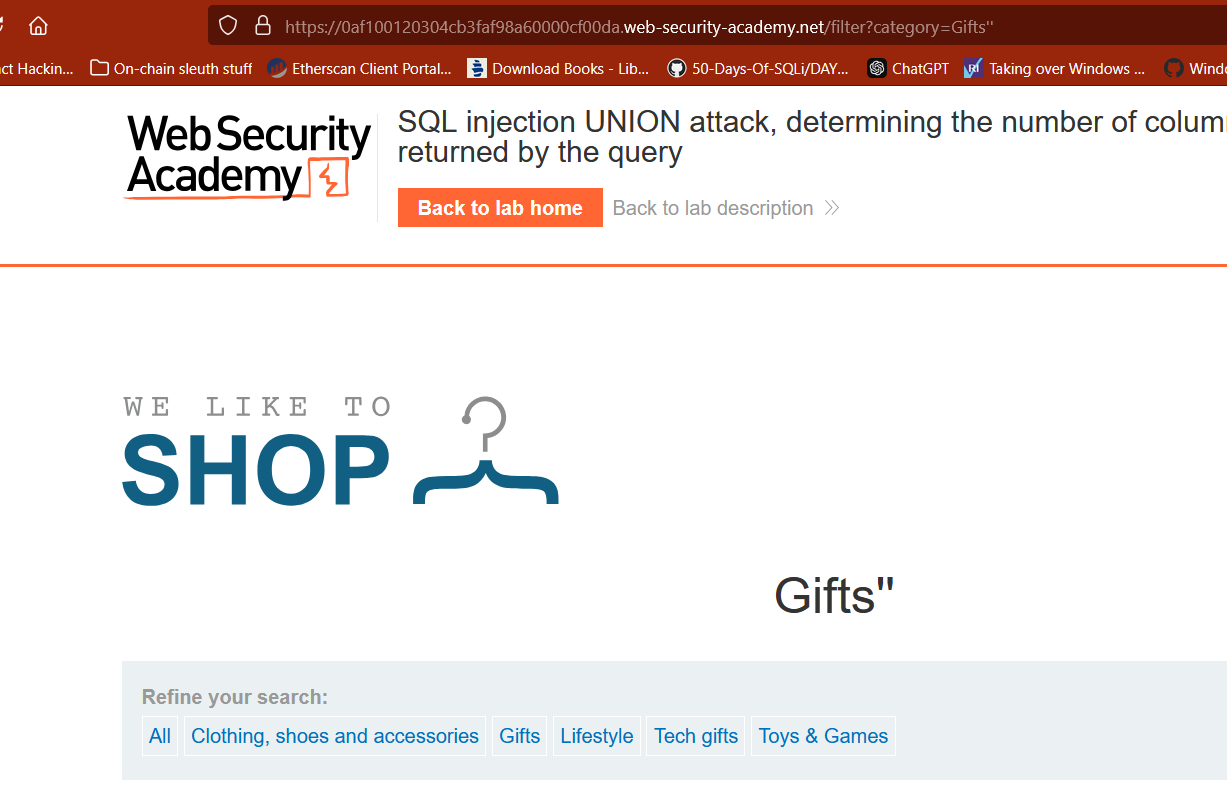 https://0af100120304cb3faf98a60000cf00da.web-security-academy.net/filter?category=Gifts''
ct Hackin... On-chain sleuth stuff Etherscan Client Portal... Download Books - Lib... 50-Days-Of-SQLi/DAY... ChatGPT Taking over Windows ... Windo
Web Security
Academy
SQL injection UNION attack, determining the number of colum
returned by the query
Back to lab home Back to lab description
WE LIKE TO
SHOP
Gifts''
Refine your search:
All Clothing, shoes and accessories Gifts Lifestyle Tech gifts Toys & Games